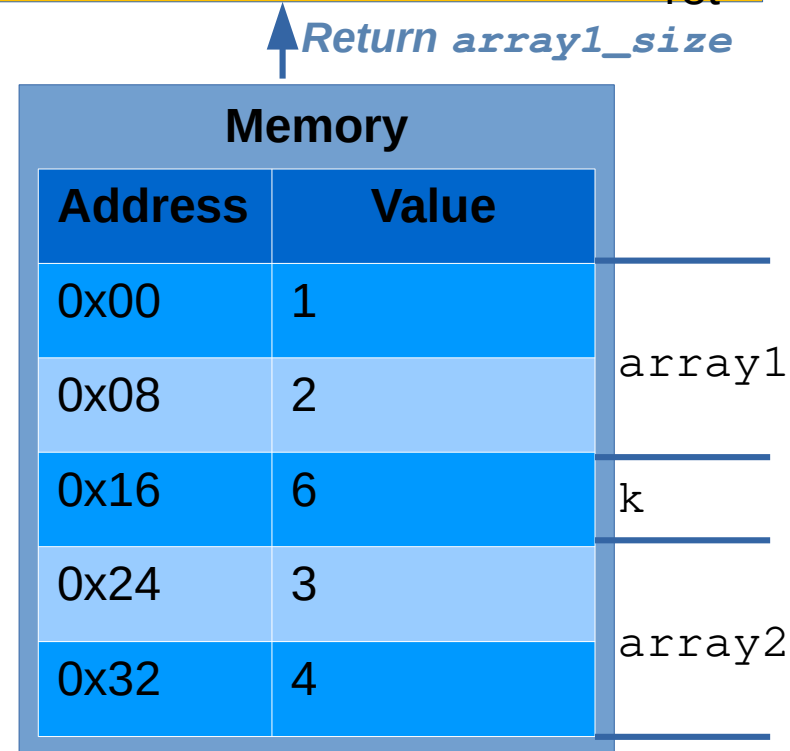 Return array1_size
Memory
Address Value
0x00 1
array1
0x08 2
0x16 6 k
0x24 3
array2
0x32 4